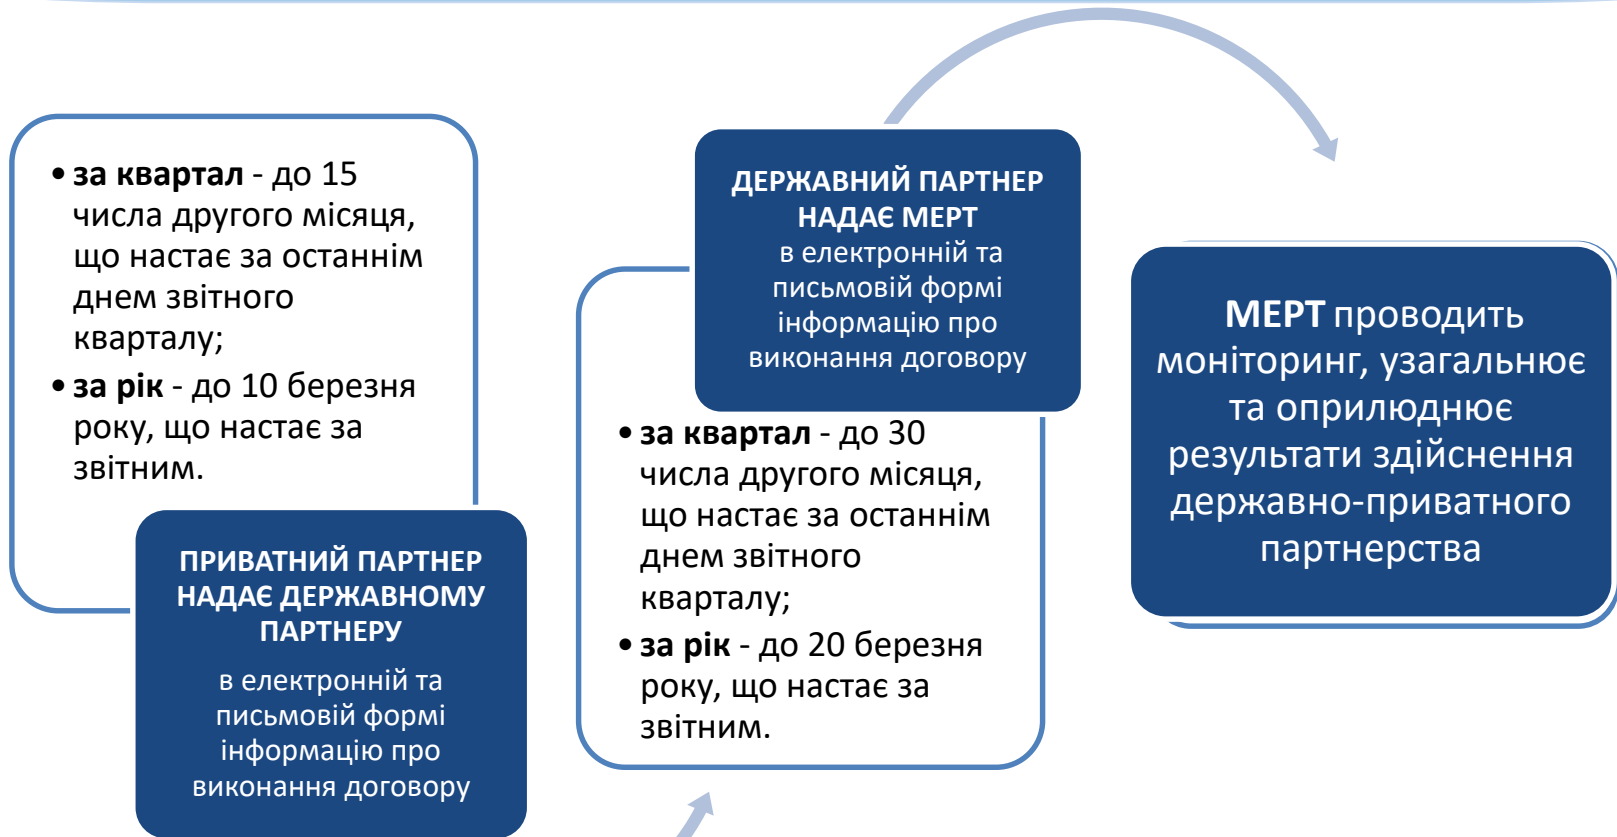 • за квартал - до 15
числа другого місяця,
що настає за останнім
днем звітного
кварталу;
• за рік - до 10 березня
року, що настає за
звітним.
ПРИВАТНИЙ ПАРТНЕР
НАДАЄ ДЕРЖАВНОМУ
ПАРТНЕРУ
в електронній та
письмовій формі
інформацію про
виконання договору
ДЕРЖАВНИЙ ПАРТНЕР
НАДАЄ МЕРТ
в електронній та
письмовій формі
інформацію про
виконання договору
• за квартал - до 30
числа другого місяця,
що настає за останнім
днем звітного
кварталу;
• за рік - до 20 березня
року, що настає за
звітним.
МЕРТ проводить
моніторинг, узагальнює
та оприлюднює
результати здійснення
державно-приватного
партнерства